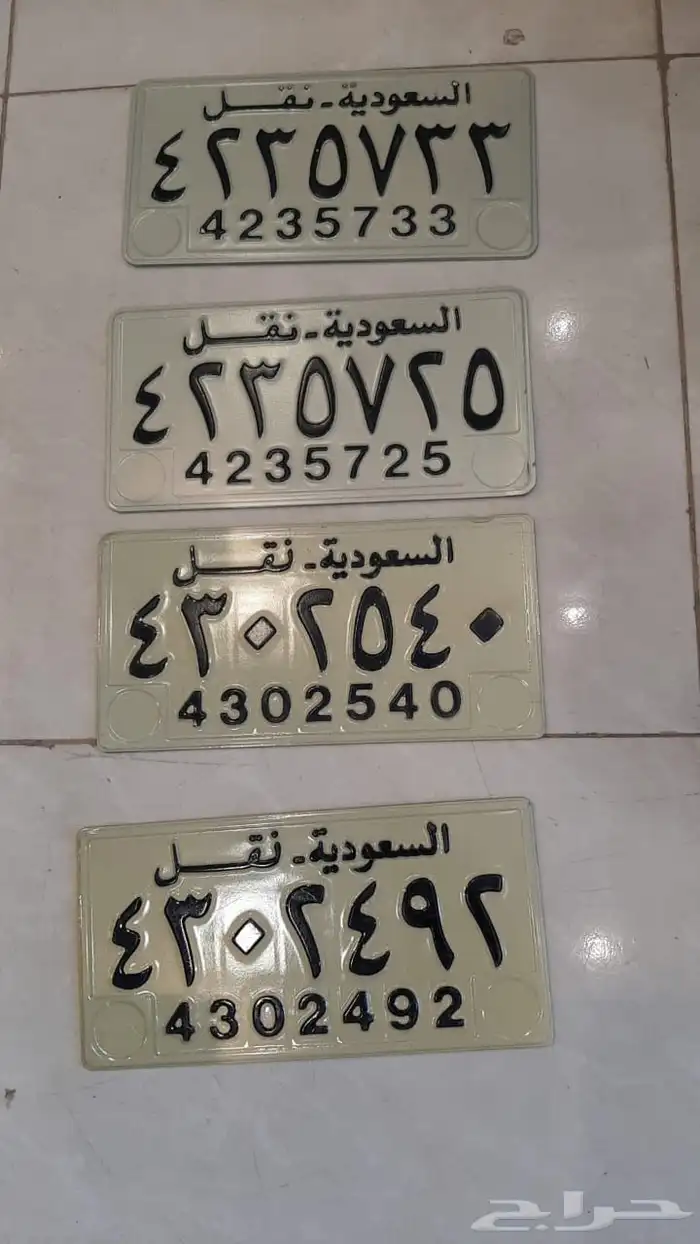 السعودية - نقل
٤٢٣٥٧٣٣
4235733
السعودية - نقل
٤٢٣٥٧٢٥
4235725
السعودية - نقل
٤٣٠٢٥٤٠
4302540
السعودية - نقل
٤٣٠٢٤٩٢
4302492
حراج